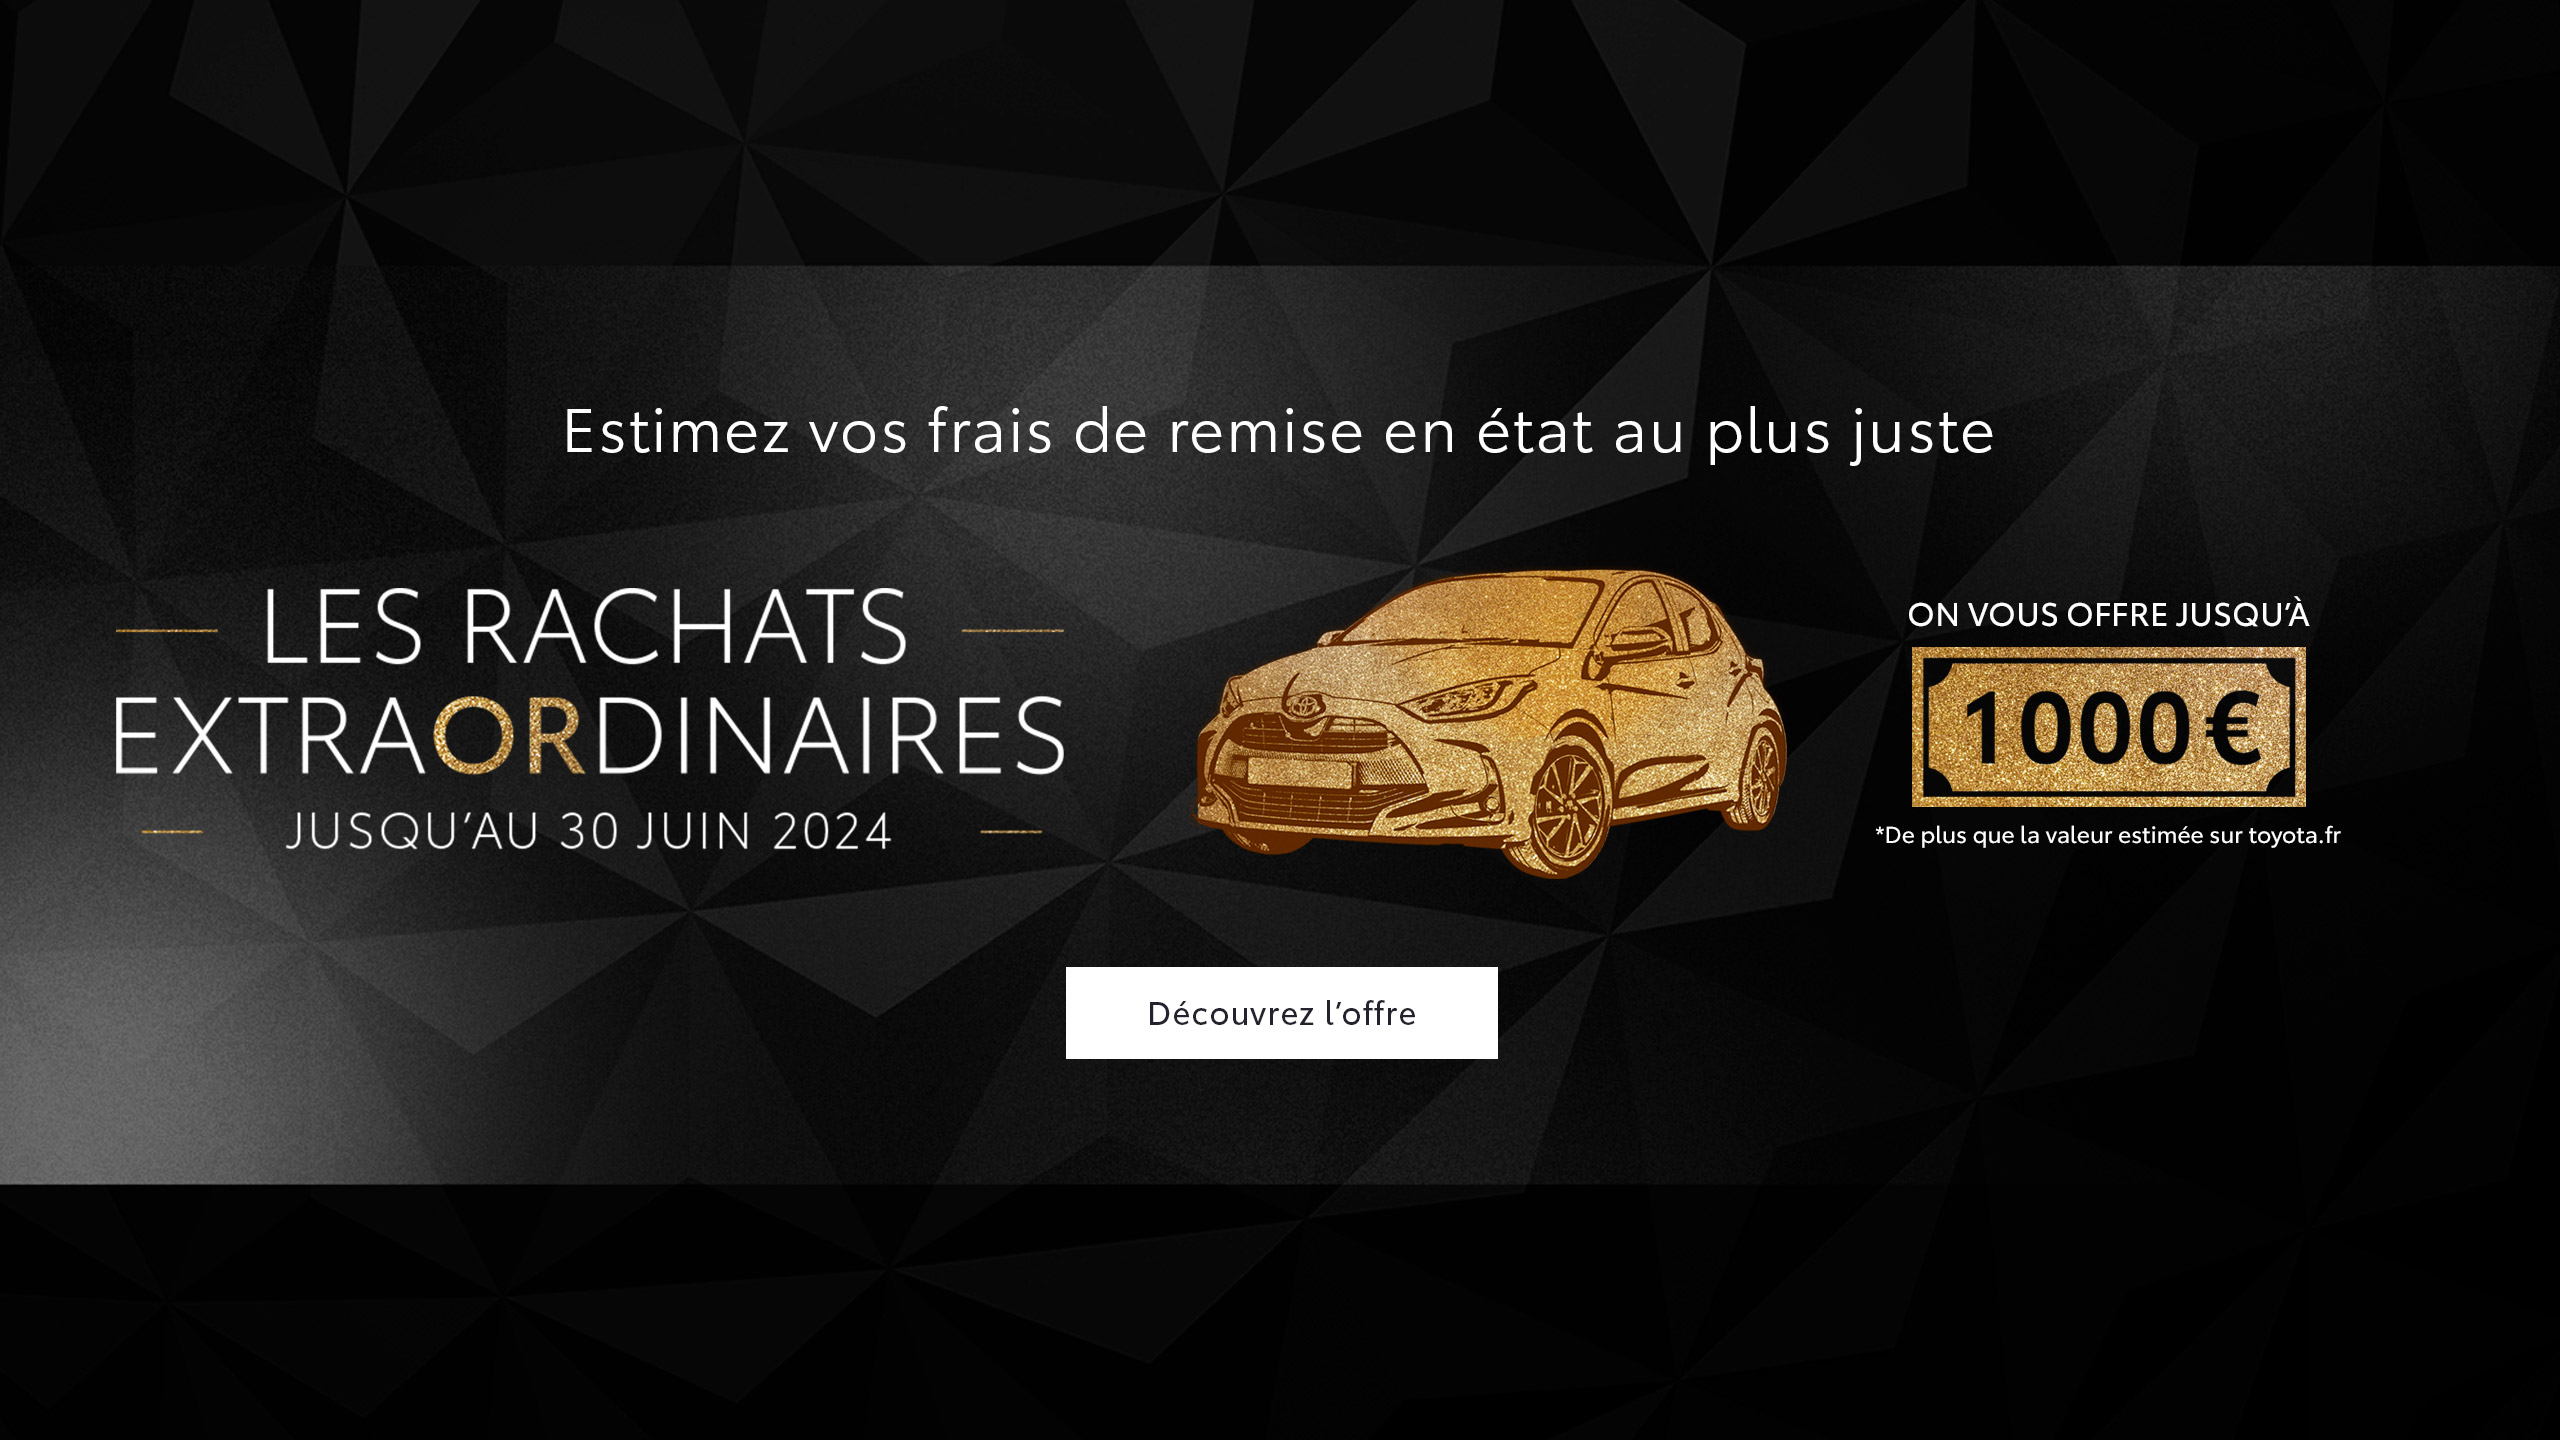 Estimez vos frais de remise en état au plus juste
LES RACHATS
EXTRAORDINAIRES
JUSQU’AU 30 JUIN 2024
ON VOUS OFFRE JUSQU’À
1000 €
*De plus que la valeur estimée sur toyota.fr
Découvrez l’offre